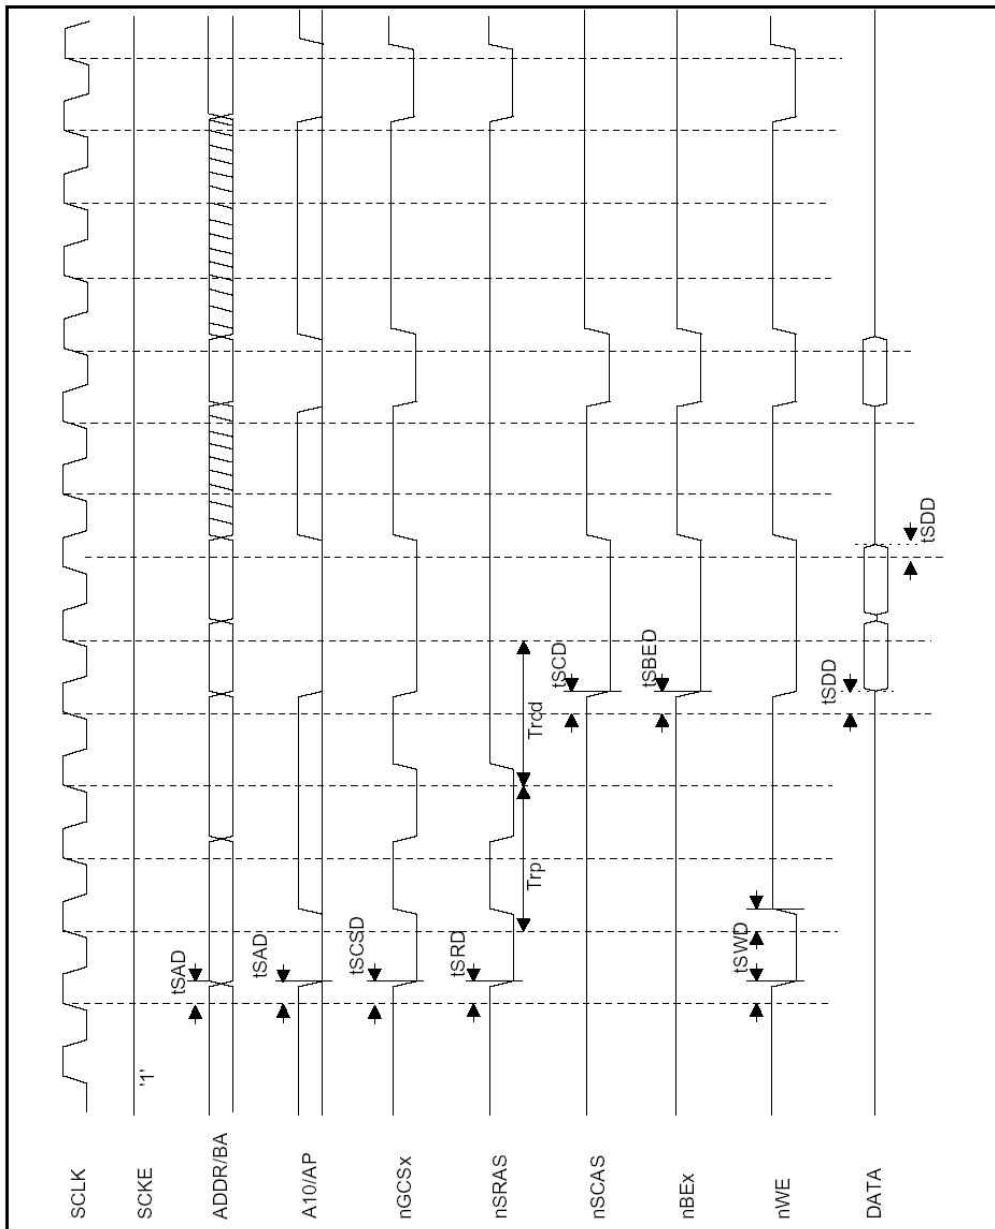 SCLK
SCKE
'1'
ADDR/BA
tSAD
A10/AP
tSAD
nGCSx
tSCSD
nSRAS
tSRD
Trp
Trcd
nSCAS
tSCD
nBEx
tSBED
nWE
tSWD
DATA
tSDD
tSDD